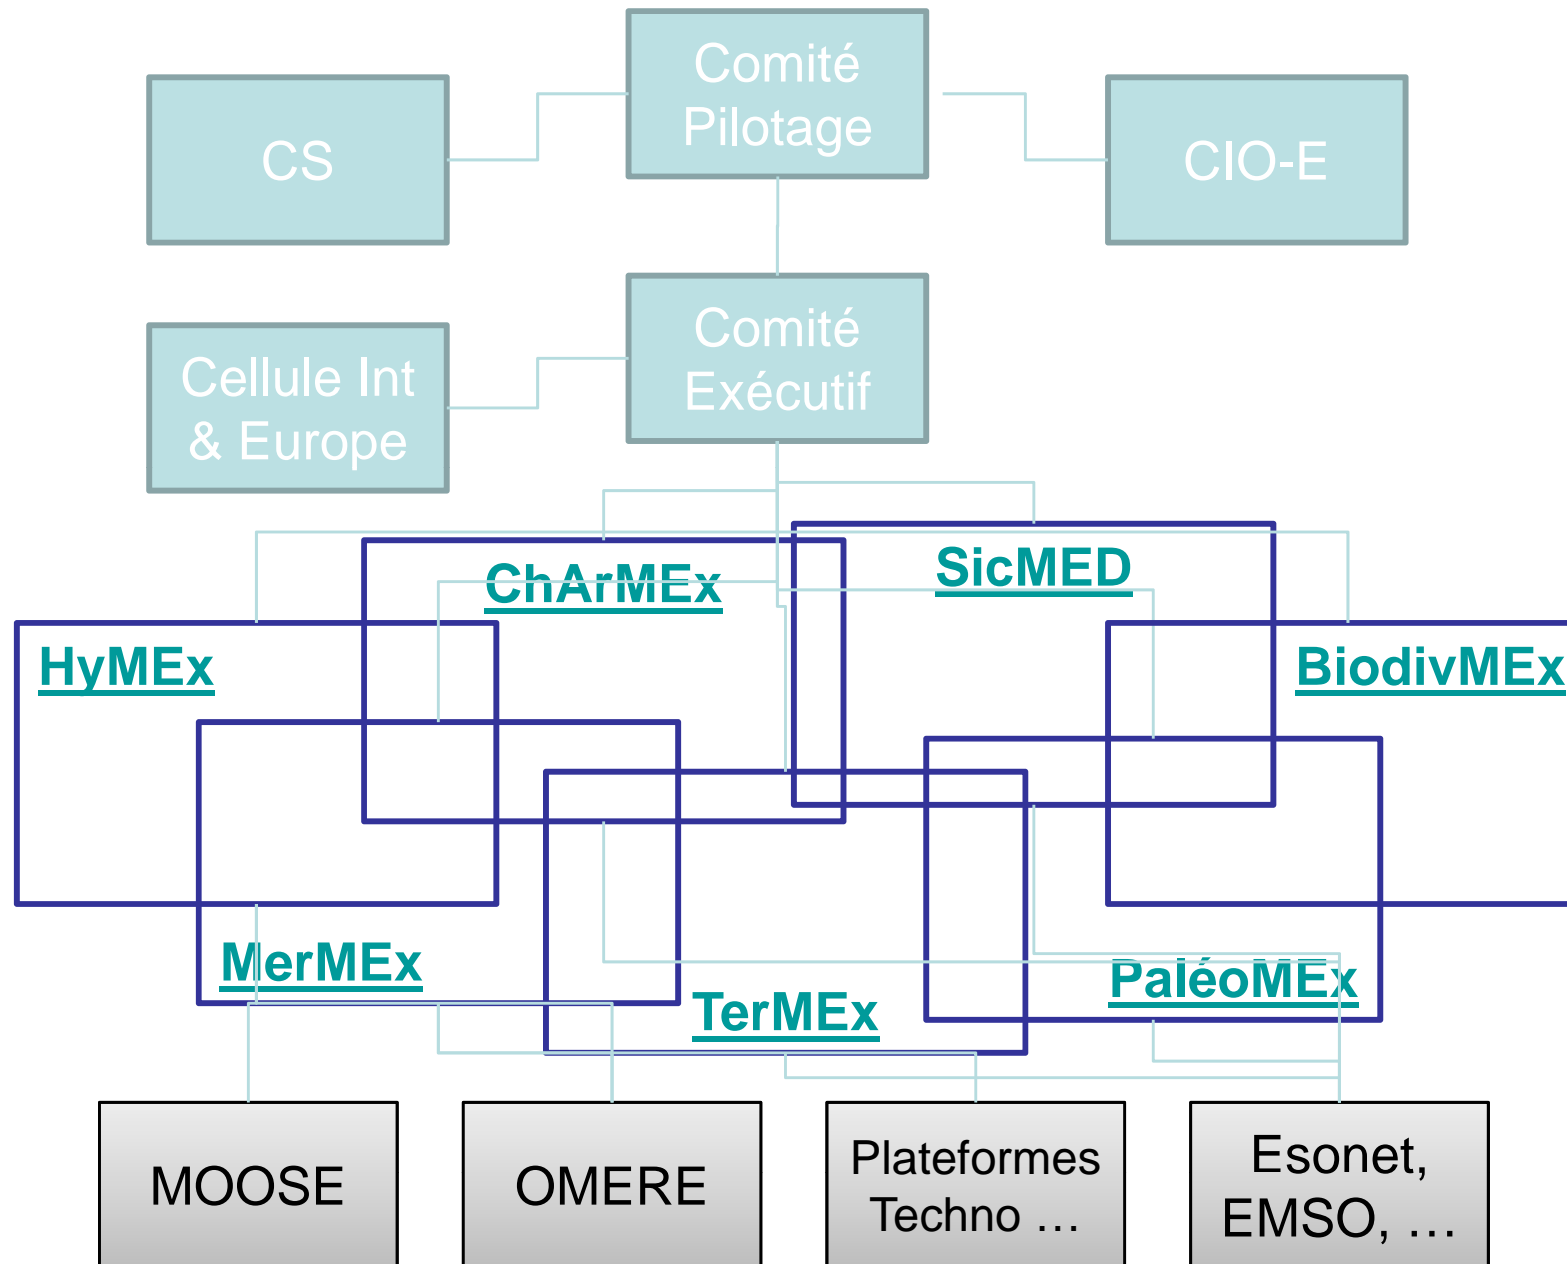 Comité
Pilotage
CS
CIO-E
Comité
Exécutif
Cellule Int
& Europe
ChArMEx
SicMED
HyMEx
BiodivMEx
MerMEx
TerMEx
PaléoMEx
MOOSE
OMERE
Plateformes
Techno …
Esonet,
EMSO, …